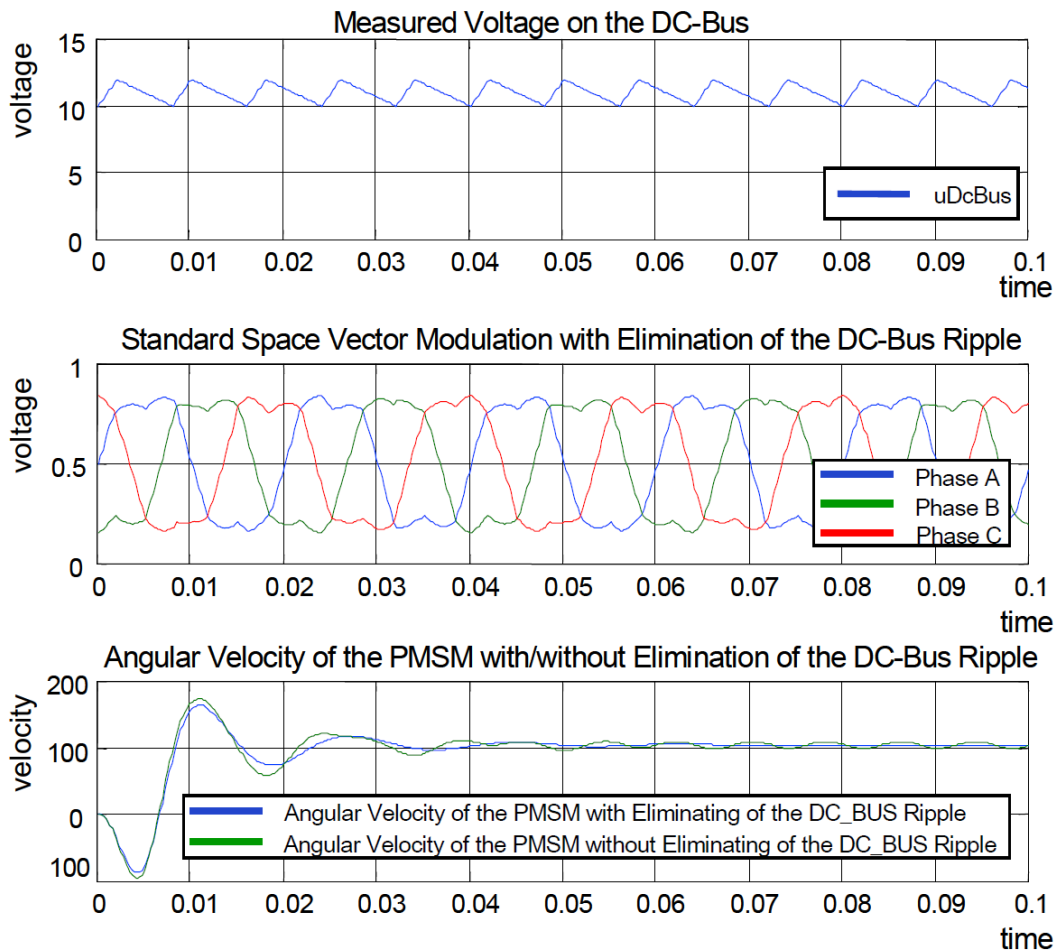 Measured Voltage on the DC-Bus
15
10
5
0
voltage
uDcBus
0 0.01 0.02 0.03 0.04 0.05 0.06 0.07 0.08 0.09 0.1
time
Standard Space Vector Modulation with Elimination of the DC-Bus Ripple
1
0.5
0
voltage
Phase A
Phase B
Phase C
0 0.01 0.02 0.03 0.04 0.05 0.06 0.07 0.08 0.09 0.1
time
Angular Velocity of the PMSM with/without Elimination of the DC-Bus Ripple
200
100
0
100
velocity
Angular Velocity of the PMSM with Eliminating of the DC_BUS Ripple
Angular Velocity of the PMSM without Eliminating of the DC_BUS Ripple
0 0.01 0.02 0.03 0.04 0.05 0.06 0.07 0.08 0.09 0.1
time